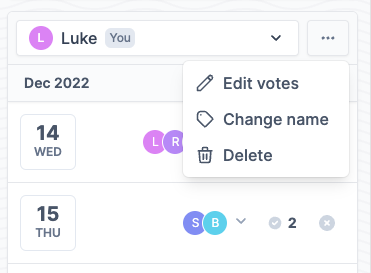 L Luke You
Dec 2022
Edit votes
Change name
Delete
14
WED
L R
15
THU
S B 2